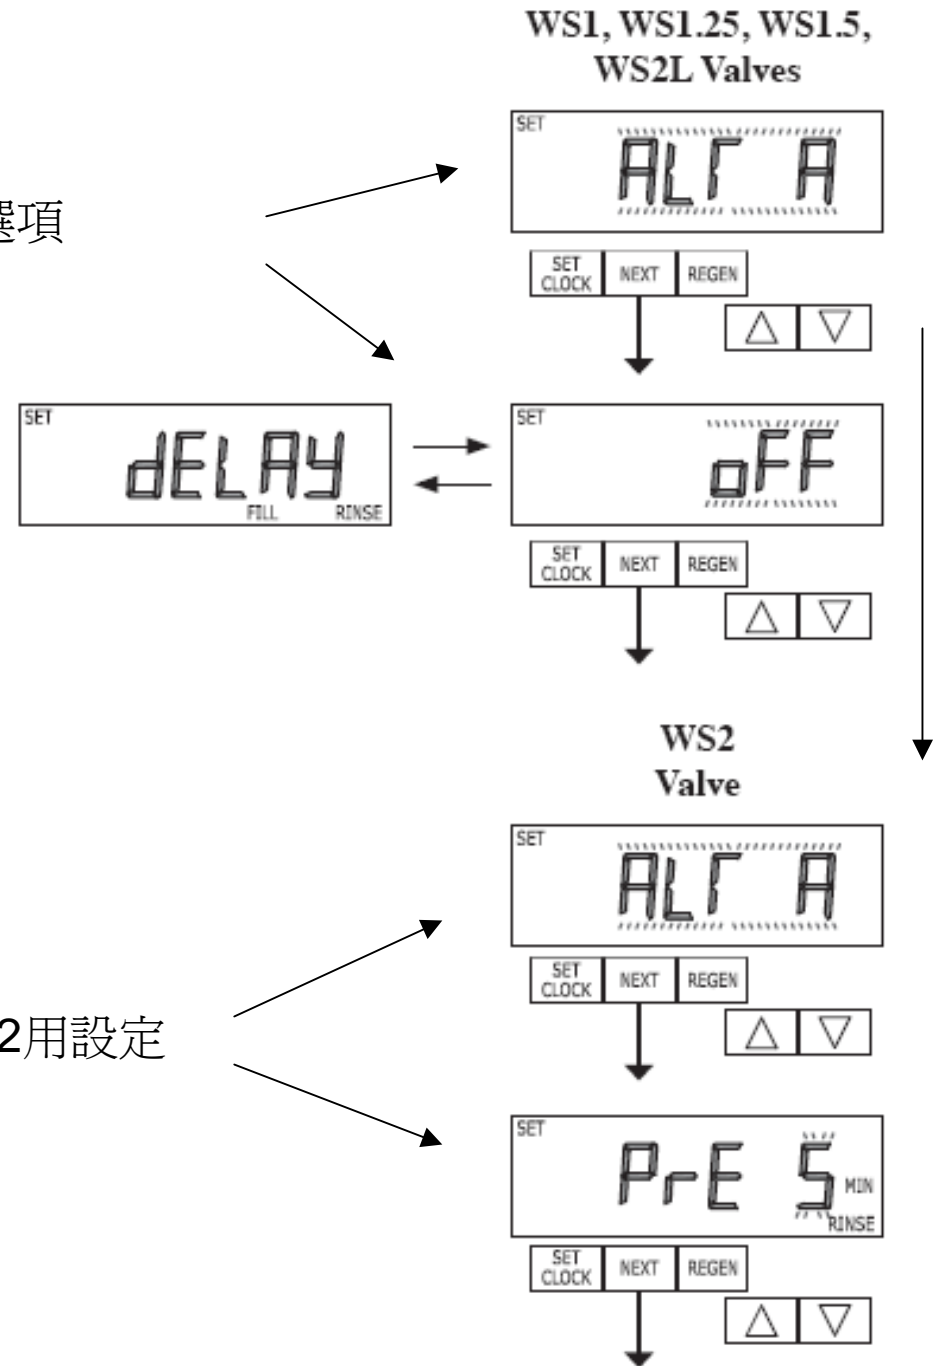 WS1, WS1.25, WS1.5,
WS2L Valves
SET
ALT A
選項
SET CLOCK NEXT REGEN
SET
dELAY
FILL RINSE
SET
oFF
SET CLOCK NEXT REGEN
WS2
Valve
SET
ALT A
SET CLOCK NEXT REGEN
2用設定
SET
PrE 5 MIN
RINSE
SET CLOCK NEXT REGEN